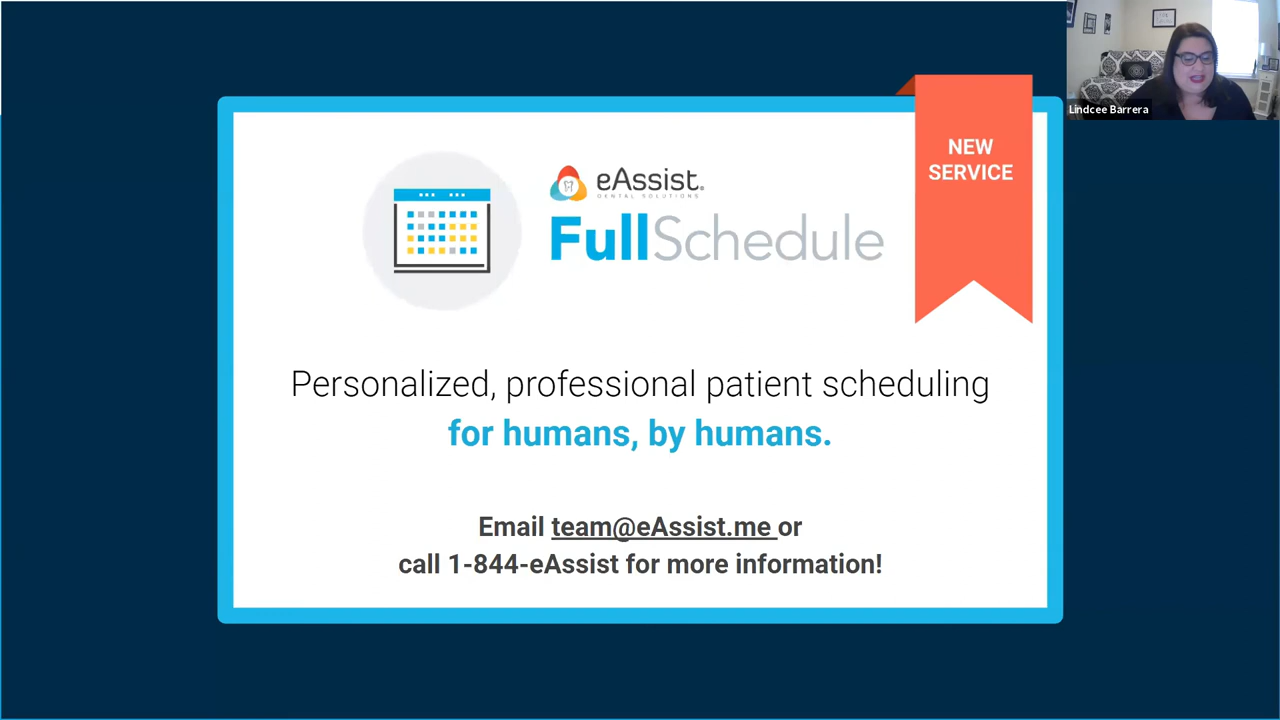 Lindcee Barrera
NEW
SERVICE
eAssist®
DENTAL SOLUTIONS
FullSchedule
Personalized, professional patient scheduling
for humans, by humans.
Email team@eAssist.me or
call 1-844-eAssist for more information!